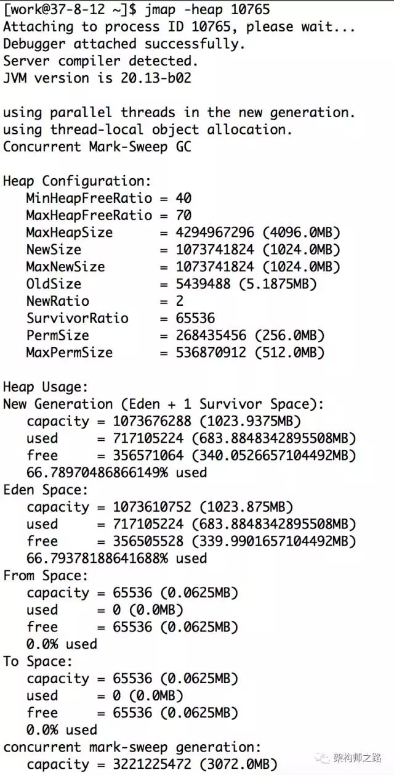 [work@37-8-12 ~]$ jmap -heap 10765
Attaching to process ID 10765, please wait...
Debugger attached successfully.
Server compiler detected.
JVM version is 20.13-b02

using parallel threads in the new generation.
using thread-local object allocation.
Concurrent Mark-Sweep GC

Heap Configuration:
   MinHeapFreeRatio = 40
   MaxHeapFreeRatio = 70
   MaxHeapSize      = 4294967296 (4096.0MB)
   NewSize          = 1073741824 (1024.0MB)
   MaxNewSize       = 1073741824 (1024.0MB)
   OldSize          = 5439488 (5.1875MB)
   NewRatio         = 2
   SurvivorRatio    = 65536
   PermSize         = 268435456 (256.0MB)
   MaxPermSize      = 536870912 (512.0MB)

Heap Usage:
New Generation (Eden + 1 Survivor Space):
   capacity = 1073676288 (1023.9375MB)
   used     = 717105224 (683.8848342895508MB)
   free     = 356571064 (340.0526657104492MB)
   66.78970486866149% used
Eden Space:
   capacity = 1073610752 (1023.875MB)
   used     = 717105224 (683.8848342895508MB)
   free     = 356505528 (339.9901657104492MB)
   66.79378188641688% used
From Space:
   capacity = 65536 (0.0625MB)
   used     = 0 (0.0MB)
   free     = 65536 (0.0625MB)
   0.0% used
To Space:
   capacity = 65536 (0.0625MB)
   used     = 0 (0.0MB)
   free     = 65536 (0.0625MB)
   0.0% used
concurrent mark-sweep generation:
   capacity = 3221225472 (3072.0MB)
架构师之路